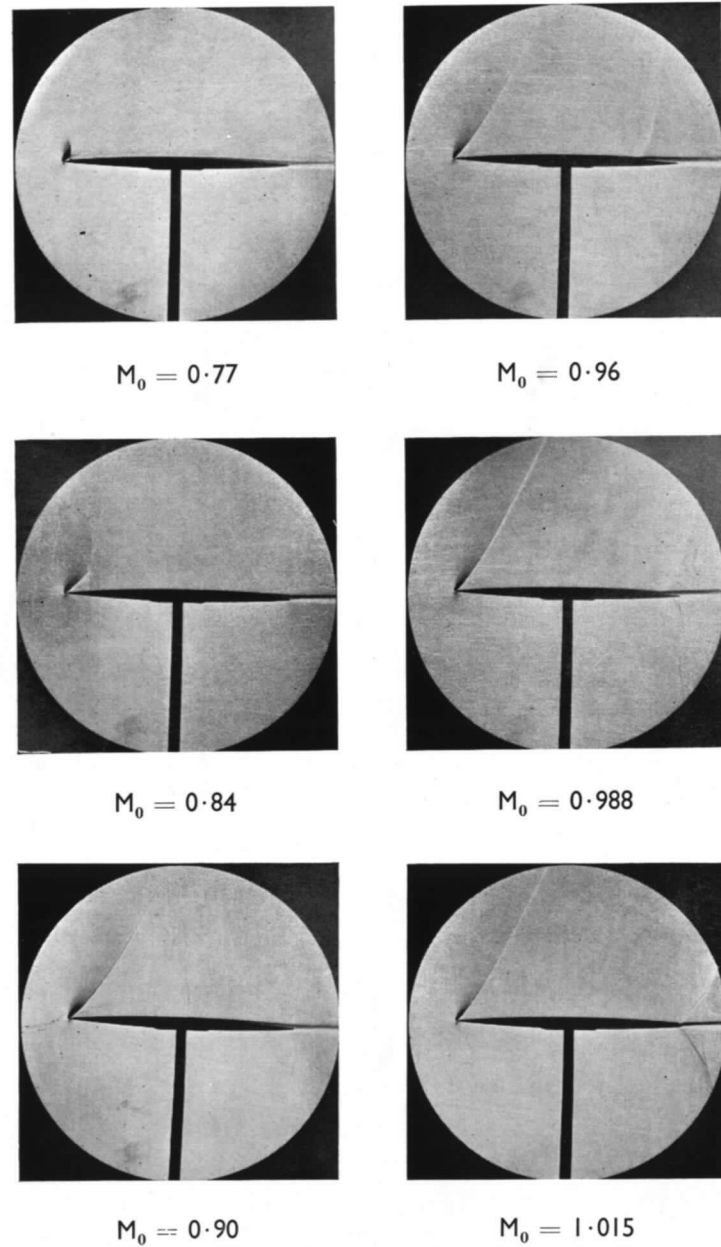 M₀ = 0·77
M₀ = 0·96
M₀ = 0·84
M₀ = 0·988
M₀ = 0·90
M₀ = 1·015